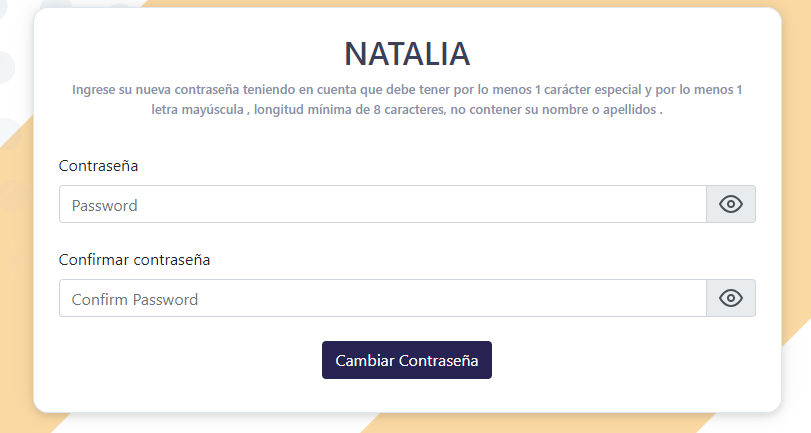 NATALIA
Ingrese su nueva contraseña teniendo en cuenta que debe tener por lo menos 1 carácter especial y por lo menos 1
letra mayúscula , longitud mínima de 8 caracteres, no contener su nombre o apellidos .
Contraseña
Password
Confirmar contraseña
Confirm Password
Cambiar Contraseña